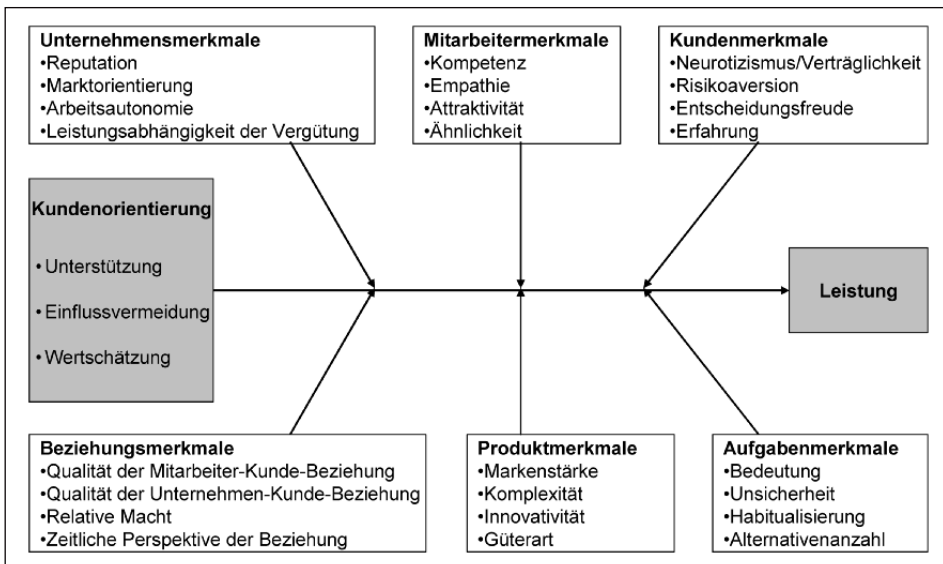 Unternehmensmerkmale
•Reputation
•Marktorientierung
•Arbeitsautonomie
•Leistungsabhängigkeit der Vergütung
Mitarbeitermerkmale
•Kompetenz
•Empathie
•Attraktivität
•Ähnlichkeit
Kundenmerkmale
•Neurotizismus/Verträglichkeit
•Risikoaversion
•Entscheidungsfreude
•Erfahrung
Kundenorientierung
• Unterstützung
• Einflussvermeidung
• Wertschätzung
Leistung
Beziehungsmerkmale
•Qualität der Mitarbeiter-Kunde-Beziehung
•Qualität der Unternehmen-Kunde-Beziehung
•Relative Macht
•Zeitliche Perspektive der Beziehung
Produktmerkmale
•Markenstärke
•Komplexität
•Innovativität
•Güterart
Aufgabenmerkmale
•Bedeutung
•Unsicherheit
•Habitualisierung
•Alternativenanzahl